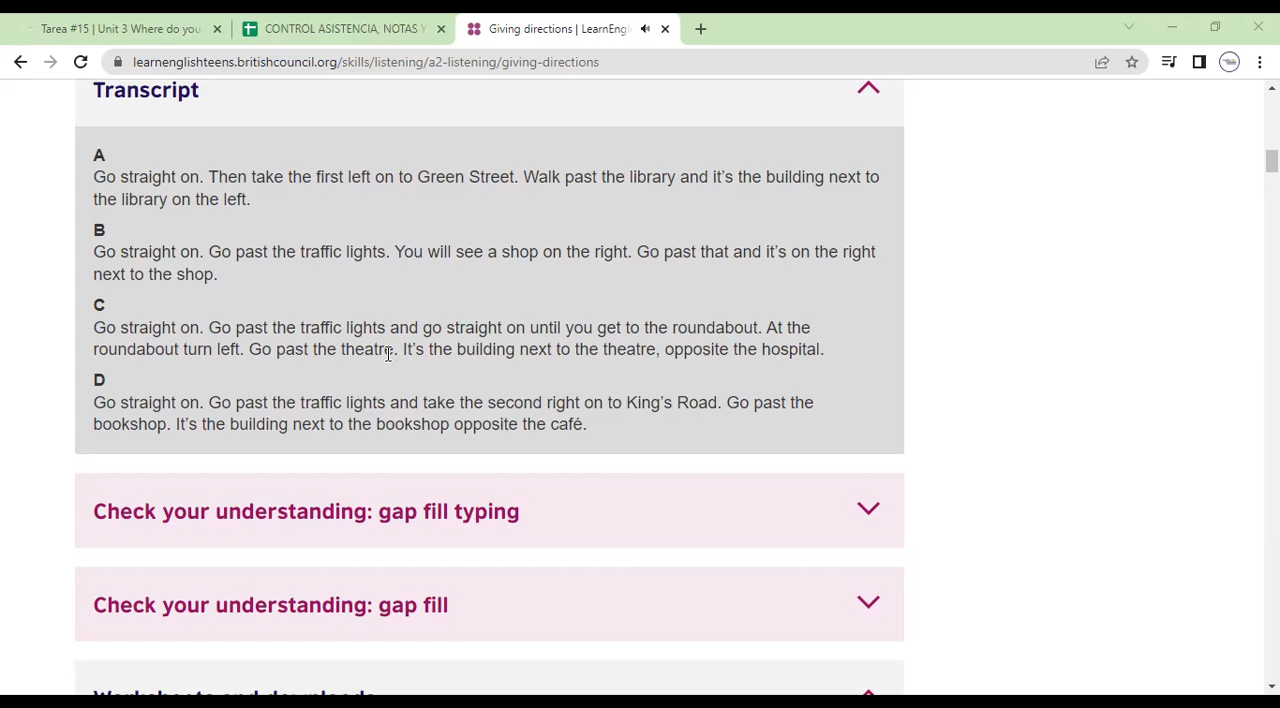 Tarea #15 | Unit 3 Where do you
CONTROL ASISTENCIA, NOTAS Y
Giving directions | LearnEngli
learnenglishteens.britishcouncil.org/skills/listening/a2-listening/giving-directions
Transcript
A
Go straight on. Then take the first left on to Green Street. Walk past the library and it's the building next to
the library on the left.
B
Go straight on. Go past the traffic lights. You will see a shop on the right. Go past that and it's on the right
next to the shop.
C
Go straight on. Go past the traffic lights and go straight on until you get to the roundabout. At the
roundabout turn left. Go past the theatre. It's the building next to the theatre, opposite the hospital.
D
Go straight on. Go past the traffic lights and take the second right on to King's Road. Go past the
bookshop. It's the building next to the bookshop opposite the café.
Check your understanding: gap fill typing
Check your understanding: gap fill
Worksheets and downloads